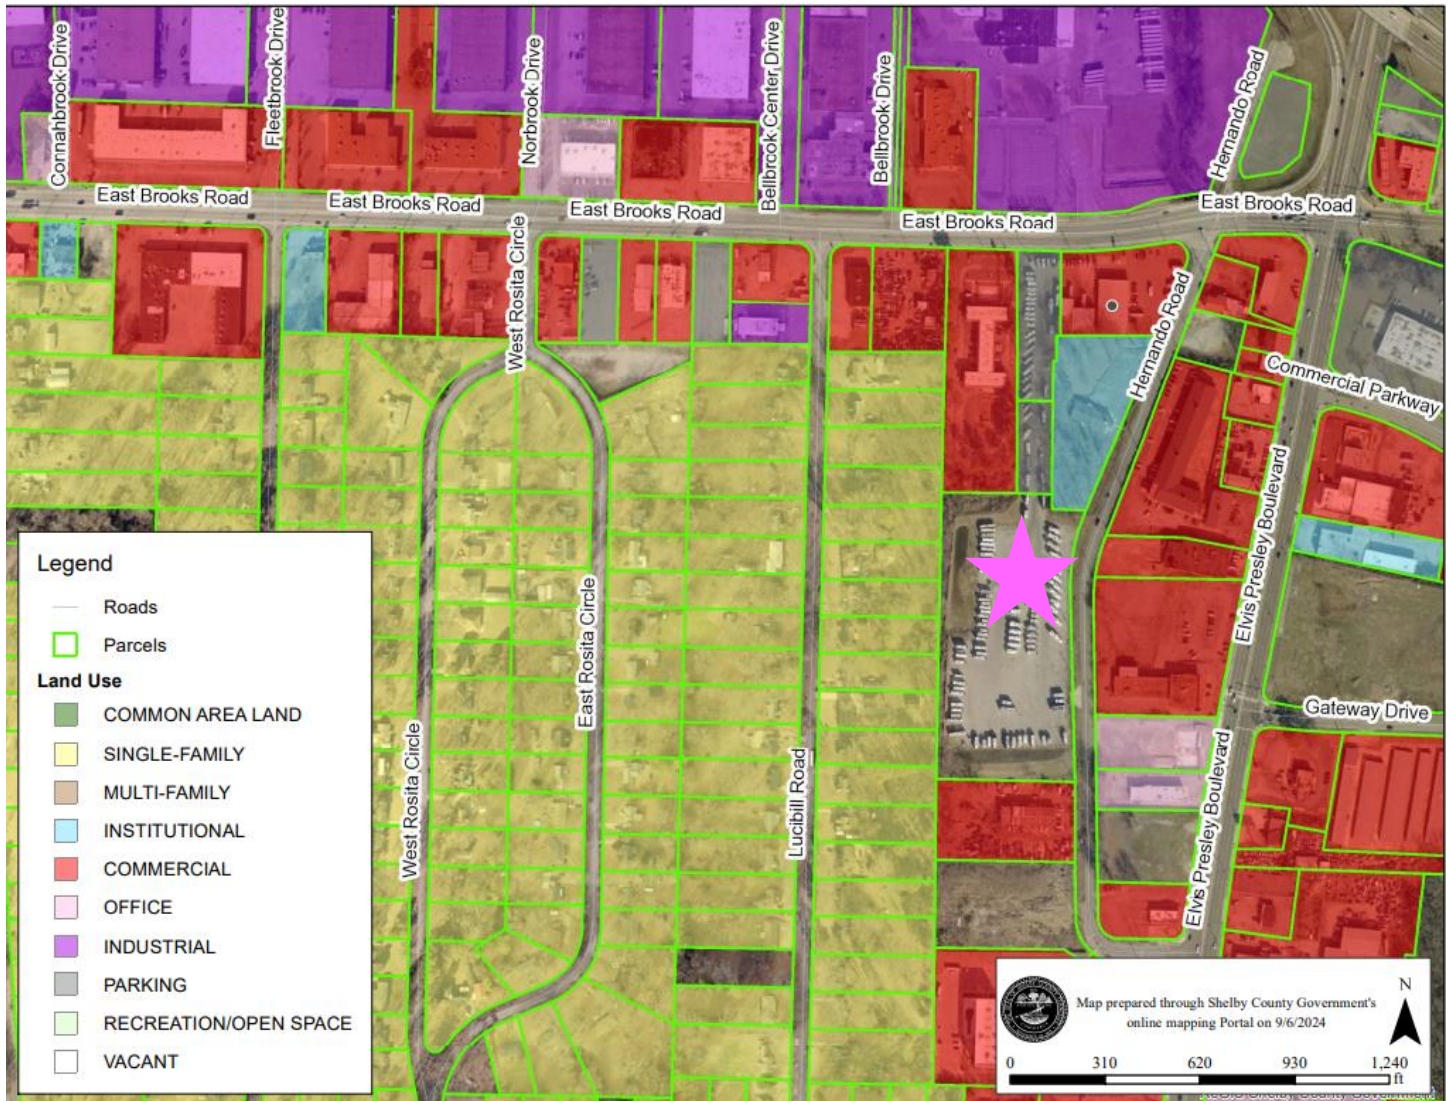 Connahbrook Drive
Fleetbrook Drive
Norbrook Drive
Bellbrook Center Drive
Bellbrook Drive
Hernando Road
East Brooks Road
East Brooks Road
East Brooks Road
East Brooks Road
East Brooks Road
West Rosita Circle
Hernando Road
Commercial Parkway
Elvis Presley Boulevard
East Rosita Circle
West Rosita Circle
Lucibill Road
Gateway Drive
Elvis Presley Boulevard
Legend
Roads
Parcels
Land Use
COMMON AREA LAND
SINGLE-FAMILY
MULTI-FAMILY
INSTITUTIONAL
COMMERCIAL
OFFICE
INDUSTRIAL
PARKING
RECREATION/OPEN SPACE
VACANT
Map prepared through Shelby County Government's
online mapping Portal on 9/6/2024
N
0 310 620 930 1,240
ft